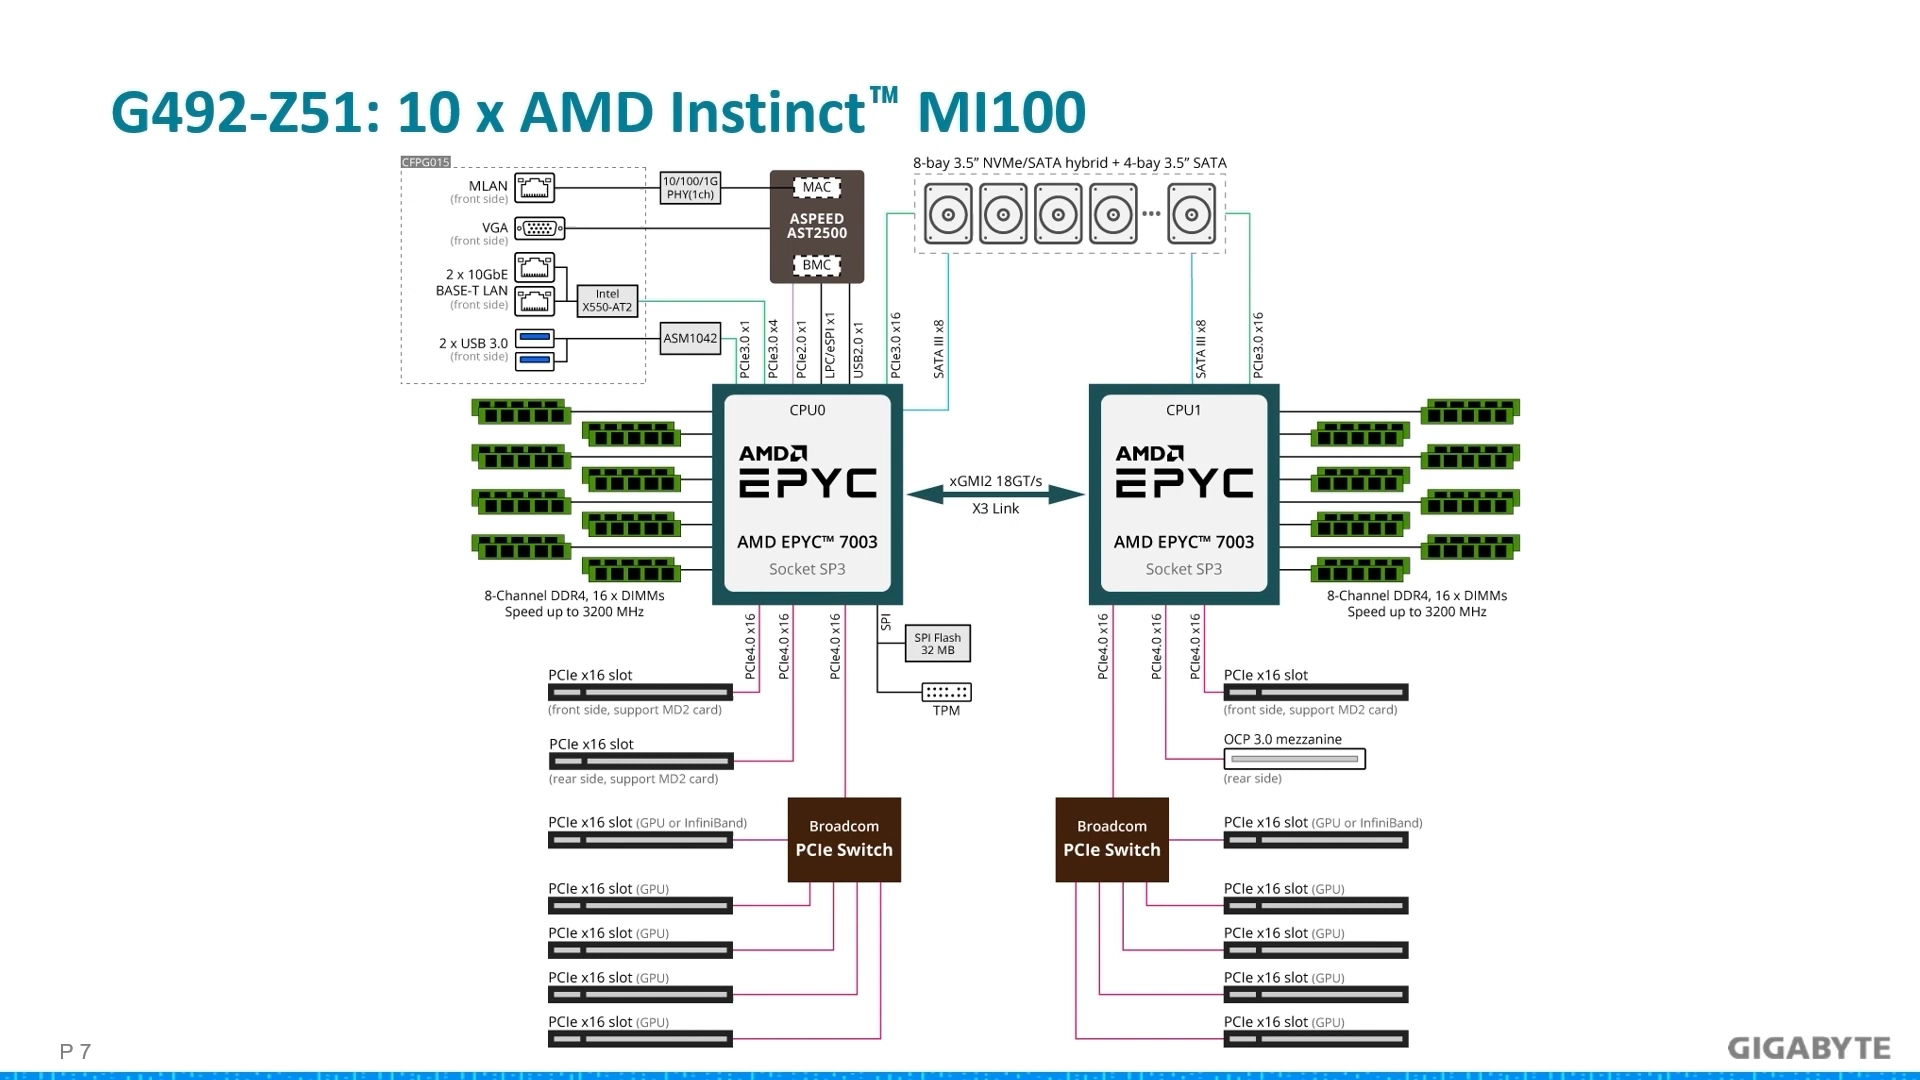 G492-Z51: 10 x AMD Instinct™ MI100
CFPG015
MLAN
(front side)
VGA
(front side)
2 x 10GbE
BASE-T LAN
(front side)
2 x USB 3.0
(front side)
Intel
X550-AT2
10/100/1G
PHY(1ch)
ASM1042
MAC
ASPEED
AST2500
BMC
8-bay 3.5” NVMe/SATA hybrid + 4-bay 3.5” SATA
PCIe3.0 x1
PCIe3.0 x4
PCIe2.0 x1
LPC/eSPI x1
USB2.0 x1
PCIe3.0 x16
SATA III x8
SATA III x8
PCIe3.0 x16
CPU0
AMD
EPYC
AMD EPYC™ 7003
Socket SP3
xGMI2 18GT/s
X3 Link
CPU1
AMD
EPYC
AMD EPYC™ 7003
Socket SP3
8-Channel DDR4, 16 x DIMMs
Speed up to 3200 MHz
8-Channel DDR4, 16 x DIMMs
Speed up to 3200 MHz
PCIe4.0 x16
PCIe4.0 x16
PCIe4.0 x16
SPI
SPI Flash
32 MB
TPM
PCIe4.0 x16
PCIe4.0 x16
PCIe4.0 x16
PCIe x16 slot
(front side, support MD2 card)
PCIe x16 slot
(rear side, support MD2 card)
PCIe x16 slot (GPU or InfiniBand)
PCIe x16 slot (GPU)
PCIe x16 slot (GPU)
PCIe x16 slot (GPU)
PCIe x16 slot (GPU)
Broadcom
PCIe Switch
Broadcom
PCIe Switch
PCIe x16 slot
(front side, support MD2 card)
OCP 3.0 mezzanine
(rear side)
PCIe x16 slot (GPU or InfiniBand)
PCIe x16 slot (GPU)
PCIe x16 slot (GPU)
PCIe x16 slot (GPU)
PCIe x16 slot (GPU)
P 7
GIGABYTE